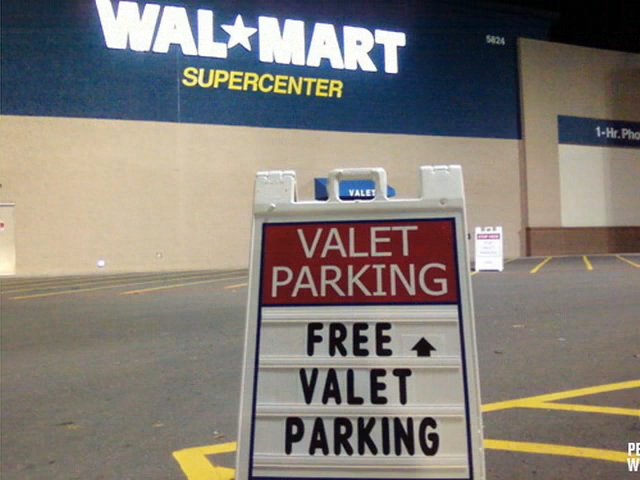 WAL★MART
SUPERCENTER
5824
1-Hr. Pho
VALET
VALET
PARKING
FREE
VALET
PARKING